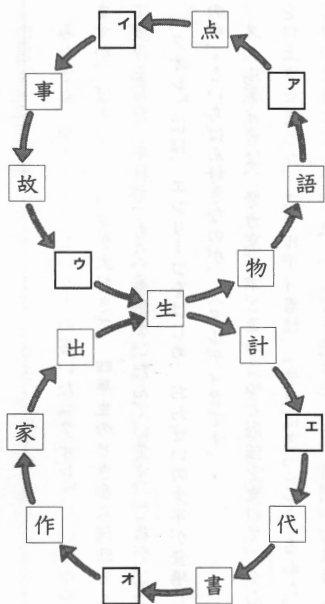 イ
点
ア
事
語
故
ウ
物
生
出
計
家
エ
作
代
オ
書